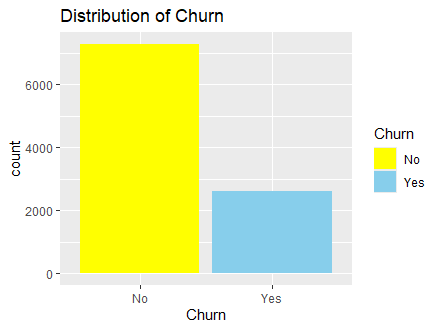 Distribution of Churn
count
6000
4000
2000
0
No
Yes
Churn
Churn
No
Yes